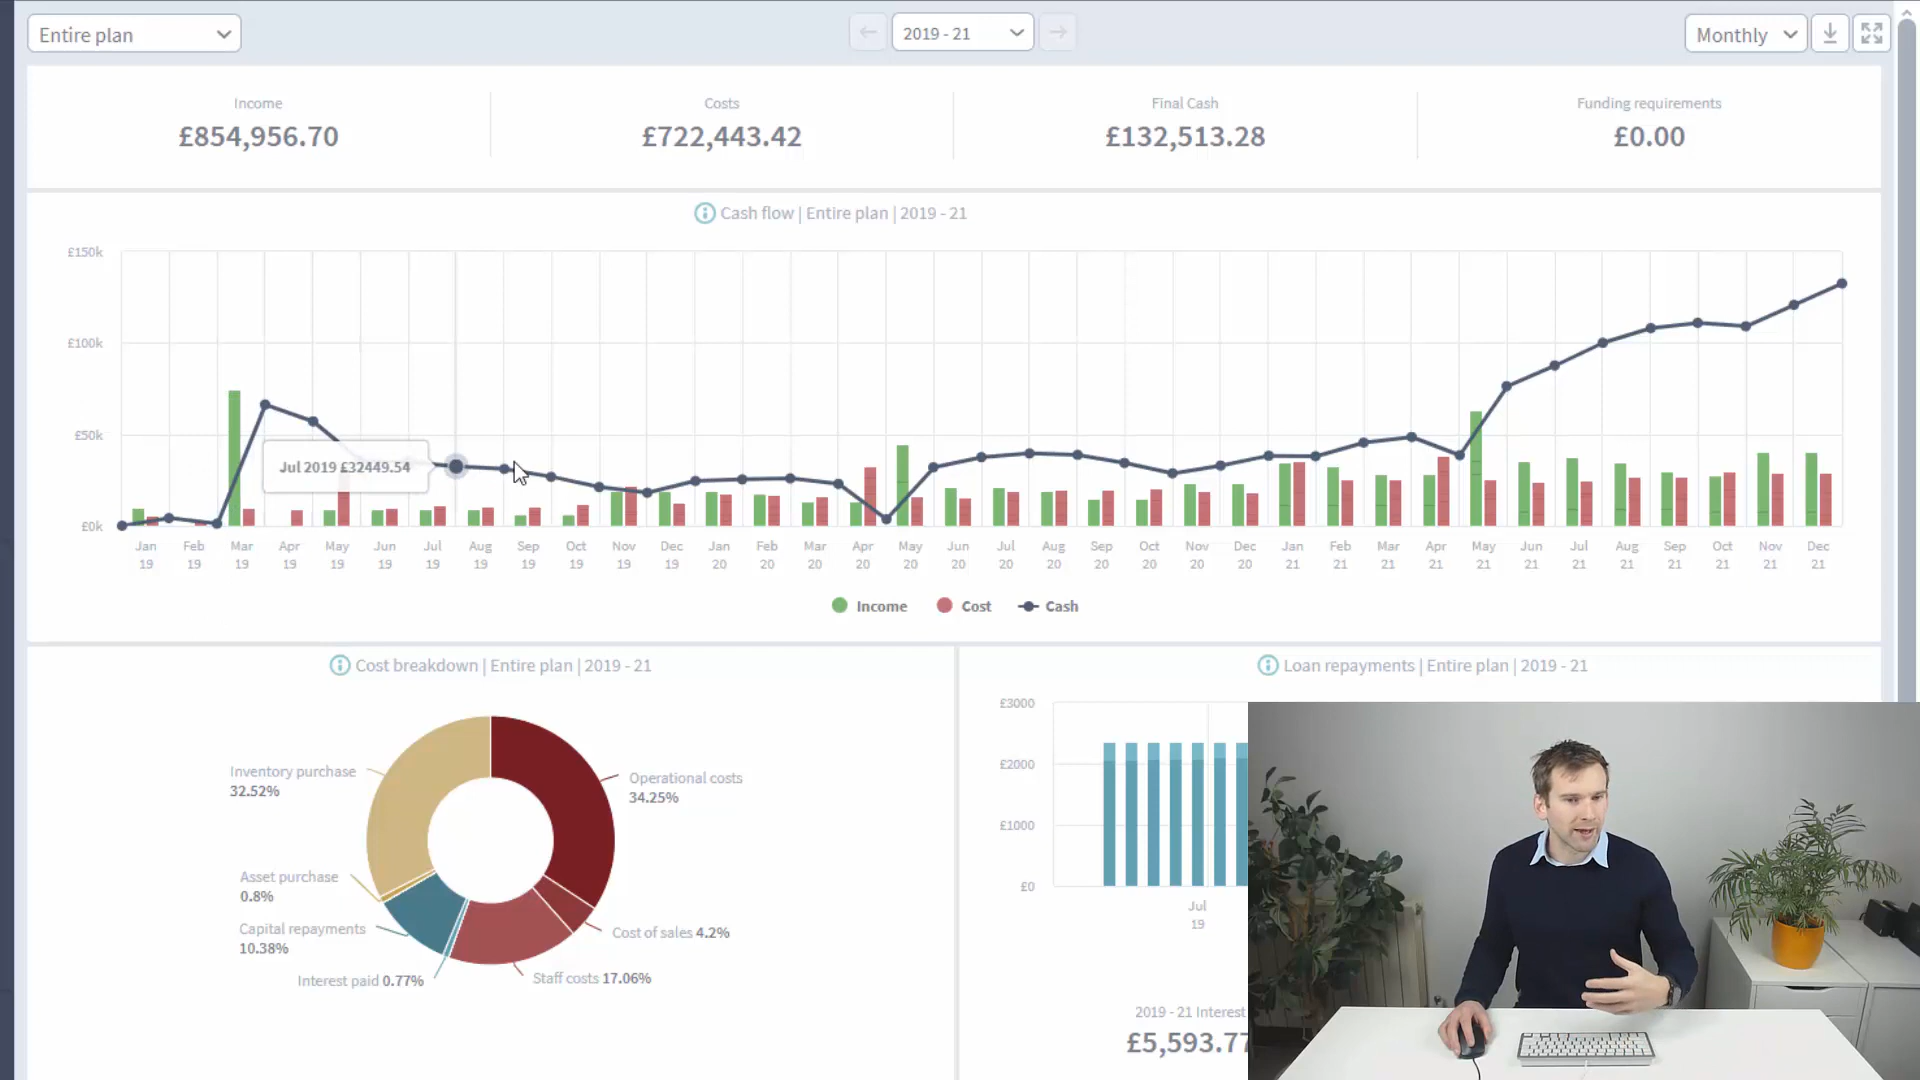 Entire plan
2019 - 21
Monthly
Income
Costs
Final Cash
Funding requirements
£854,956.70
£722,443.42
£132,513.28
£0.00
Cash flow | Entire plan | 2019 - 21
£150k
£100k
£50k
£0k
Jul 2019 £32449.54
Jan Feb Mar Apr May Jun Jul Aug Sep Oct Nov Dec Jan Feb Mar Apr May Jun Jul Aug Sep Oct Nov Dec Jan Feb Mar Apr May Jun Jul Aug Sep Oct Nov Dec
19 19 19 19 19 19 19 19 19 19 19 19 20 20 20 20 20 20 20 20 20 20 20 20 21 21 21 21 21 21 21 21 21 21 21 21
Income Cost Cash
Cost breakdown | Entire plan | 2019 - 21
Inventory purchase
32.52%
Operational costs
34.25%
Asset purchase
0.8%
Capital repayments
10.38%
Cost of sales 4.2%
Interest paid 0.77%
Staff costs 17.06%
Loan repayments | Entire plan | 2019 - 21
£3000
£2000
£1000
£0
Jul
19
2019 - 21 Interest
£5,593.77